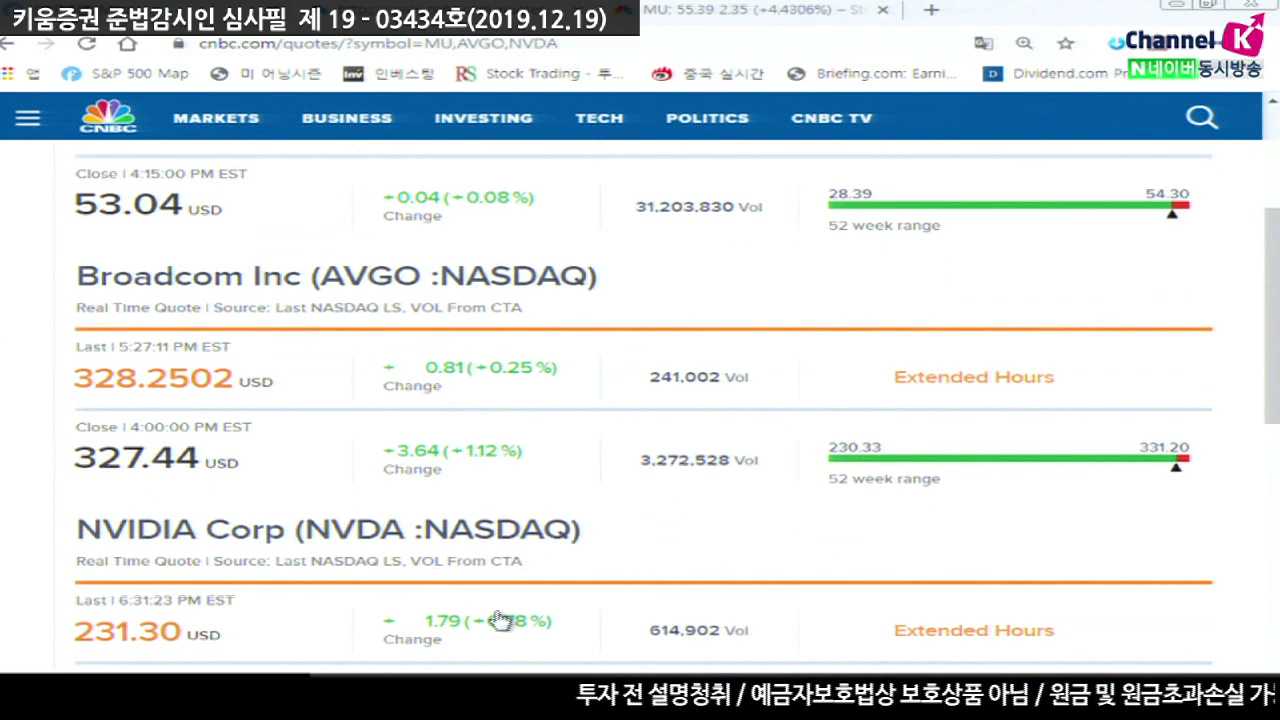 키움증권 준법감시인 심사필 제 19 - 03434호(2019.12.19)
MU: 55.39 2.35 (+4.4306%) – St
cnbc.com/quotes/?symbol=MU,AVGO,NVDA
Channel K
N네이버 동시방송
앱 S&P 500 Map 미 어닝시즌 Inv 인베스팅 RS Stock Trading - 루... 중국 실시간 Briefing.com: Earni... D Dividend.com Pr
CNBC MARKETS BUSINESS INVESTING TECH POLITICS CNBC TV
Close | 4:15:00 PM EST
53.04 USD
+0.04 (+0.08%)
Change
31,203,830 Vol
28.39 54.30
52 week range
Broadcom Inc (AVGO :NASDAQ)
Real Time Quote | Source: Last NASDAQ LS, VOL From CTA
Last | 5:27:11 PM EST
328.2502 USD
+ 0.81 (+0.25%)
Change
241,002 Vol
Extended Hours
Close | 4:00:00 PM EST
327.44 USD
+3.64 (+1.12%)
Change
3,272,528 Vol
230.33 331.20
52 week range
NVIDIA Corp (NVDA :NASDAQ)
Real Time Quote | Source: Last NASDAQ LS, VOL From CTA
Last | 6:31:23 PM EST
231.30 USD
+ 1.79 (+ 78%)
Change
614,902 Vol
Extended Hours
투자 전 설명청취 / 예금자보호법상 보호상품 아님 / 원금 및 원금초과손실 가